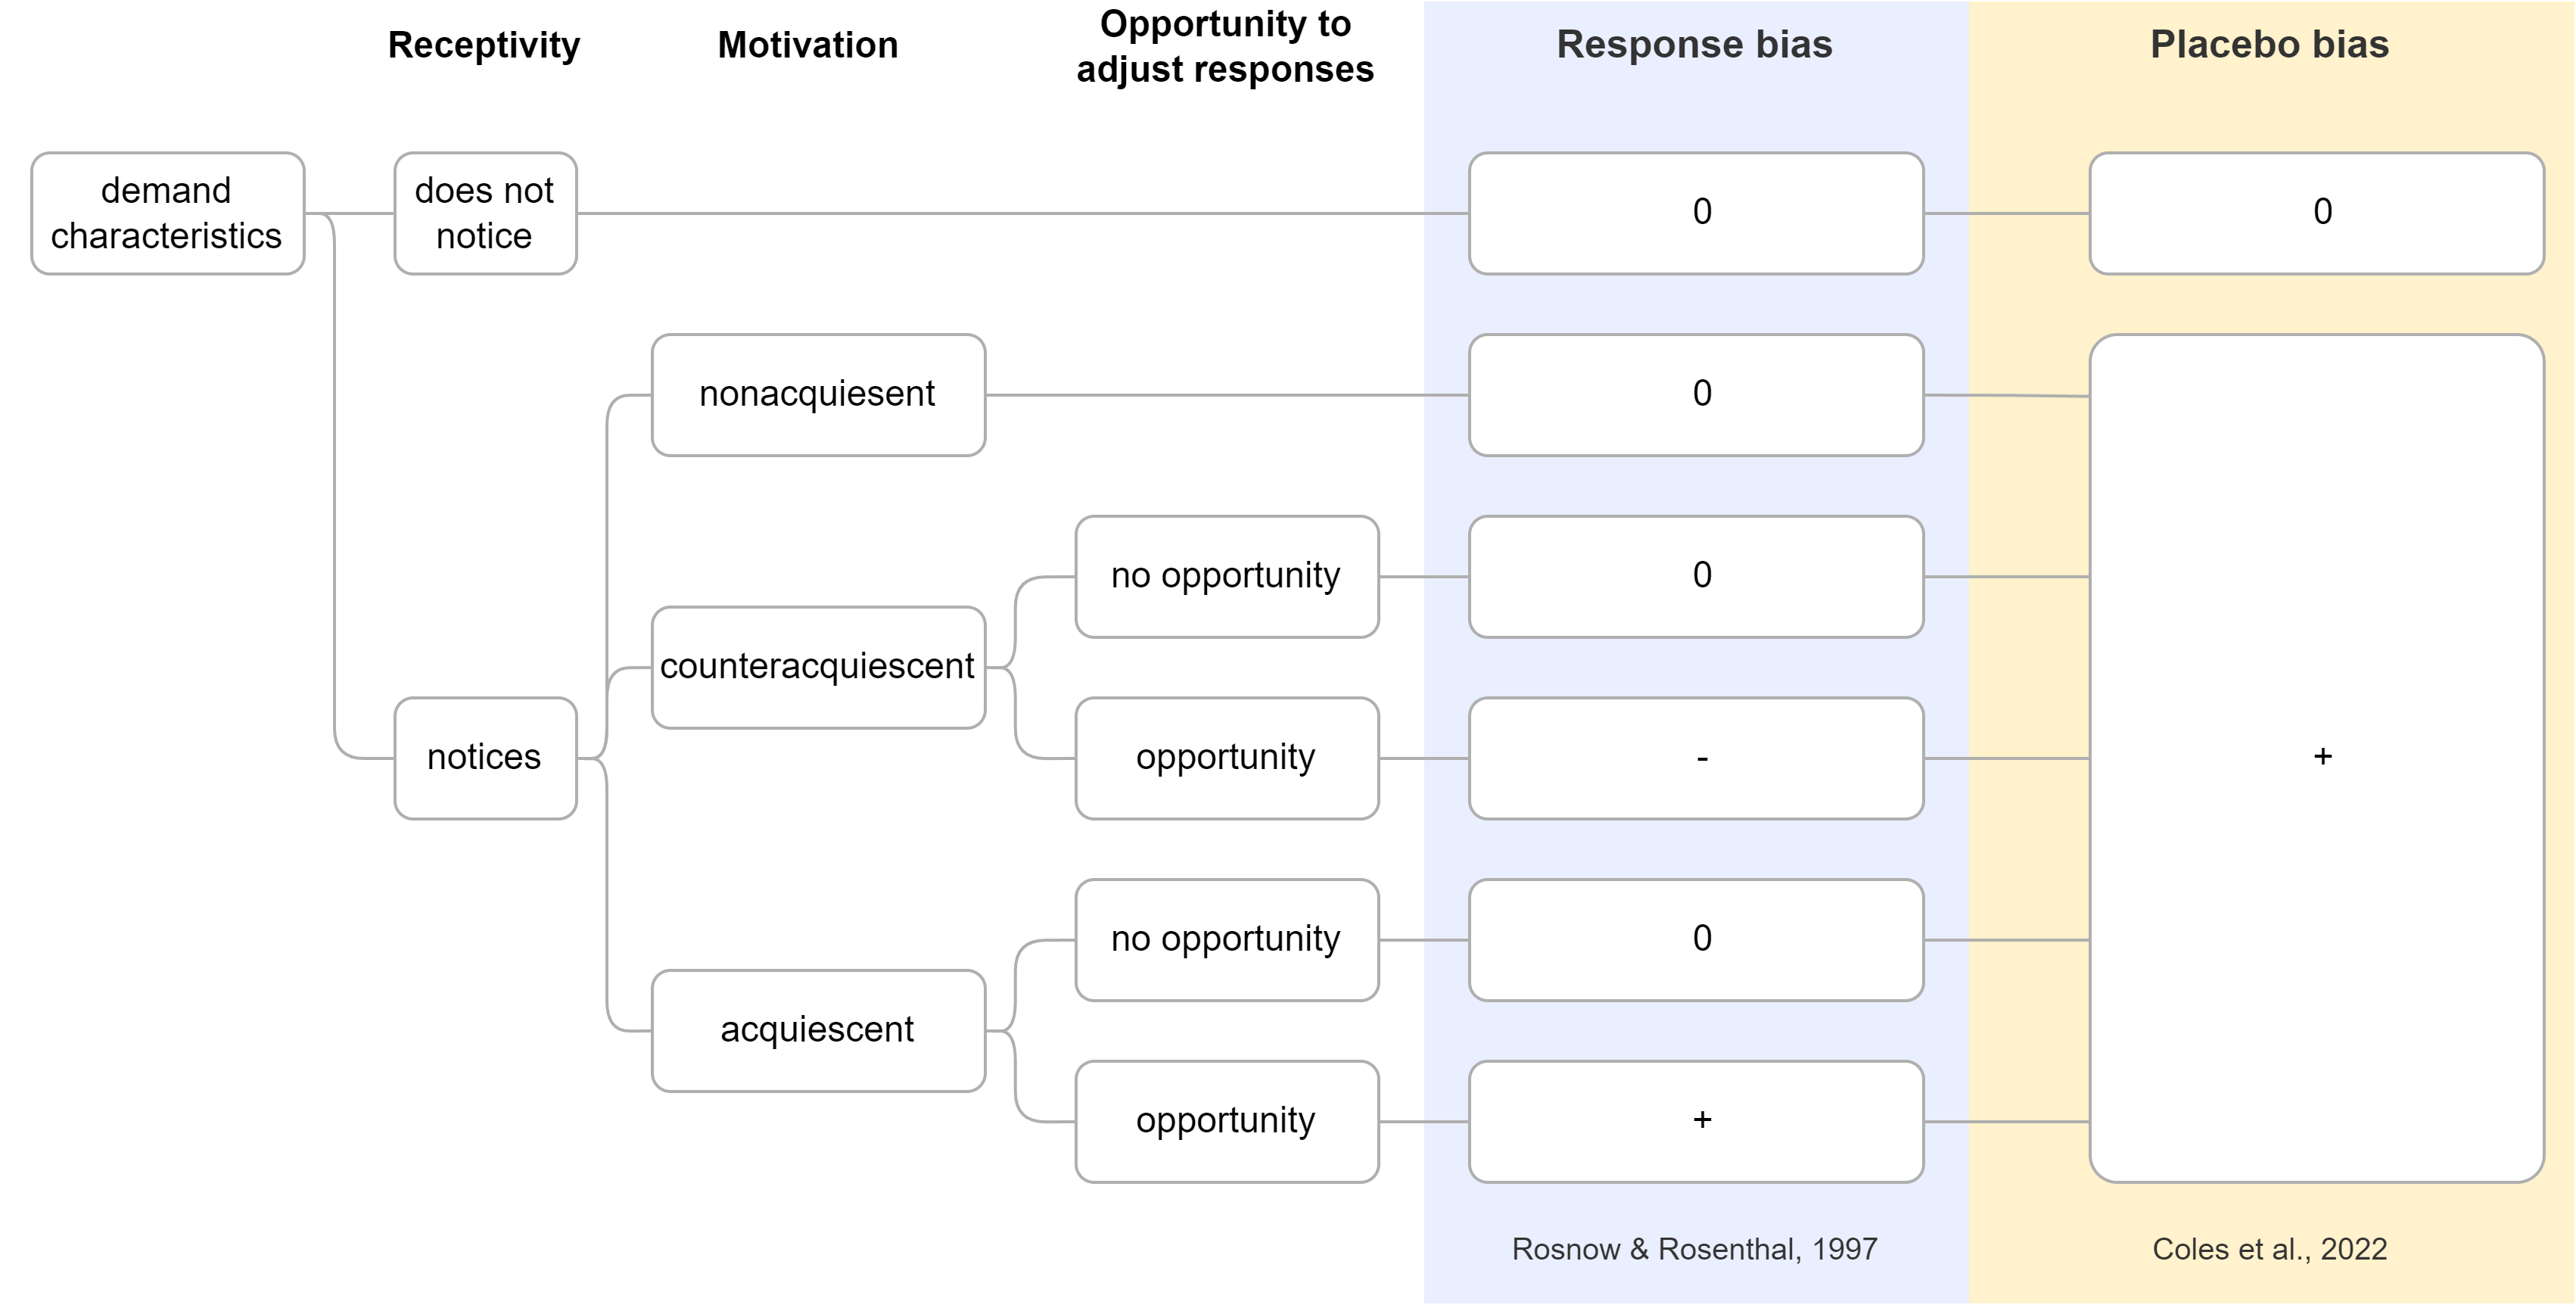 Receptivity
Motivation
Opportunity to
adjust responses
Response bias
Placebo bias
demand
characteristics
does not
notice
0
0
nonacquiesent
0
no opportunity
0
counteracquiescent
notices
opportunity
-
+
no opportunity
0
acquiescent
opportunity
+
Rosnow & Rosenthal, 1997
Coles et al., 2022